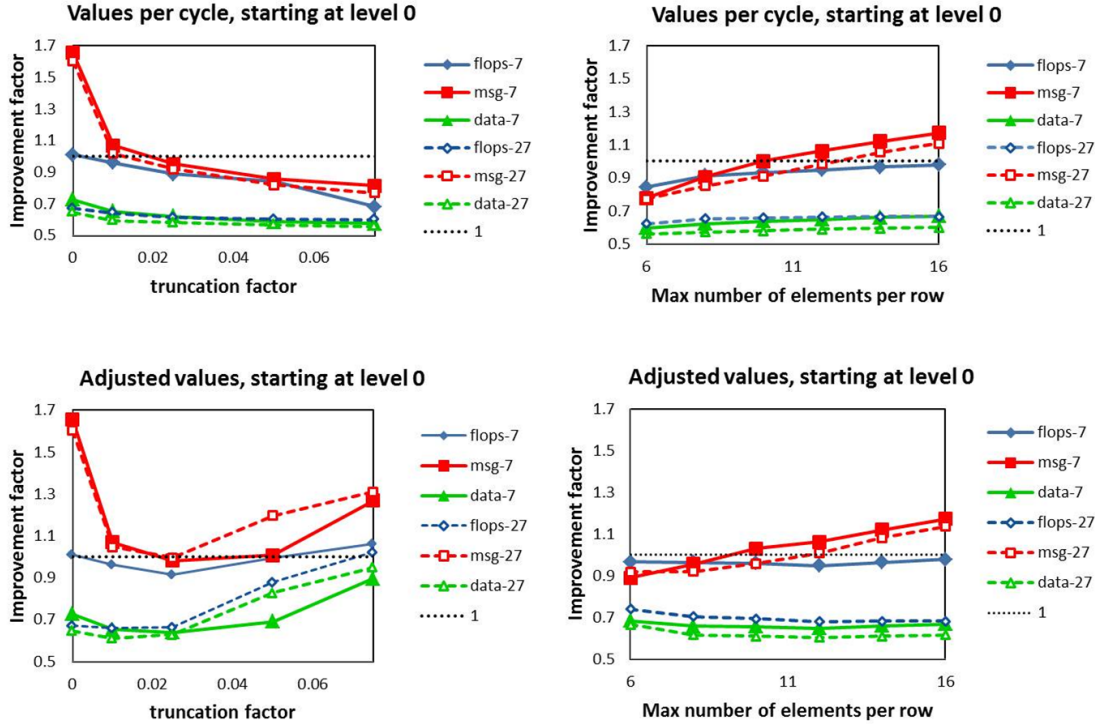 Values per cycle, starting at level 0
Improvement factor
1.7
1.5
1.3
1.1
0.9
0.7
0.5
0
0.02
0.04
0.06
truncation factor
flops-7
msg-7
data-7
flops-27
msg-27
data-27
1
Values per cycle, starting at level 0
Improvement factor
1.7
1.5
1.3
1.1
0.9
0.7
0.5
6
11
16
Max number of elements per row
flops-7
msg-7
data-7
flops-27
msg-27
data-27
1
Adjusted values, starting at level 0
Improvement factor
1.7
1.5
1.3
1.1
0.9
0.7
0.5
0
0.02
0.04
0.06
truncation factor
flops-7
msg-7
data-7
flops-27
msg-27
data-27
1
Adjusted values, starting at level 0
Improvement factor
1.7
1.5
1.3
1.1
0.9
0.7
0.5
6
11
16
Max number of elements per row
flops-7
msg-7
data-7
flops-27
msg-27
data-27
1